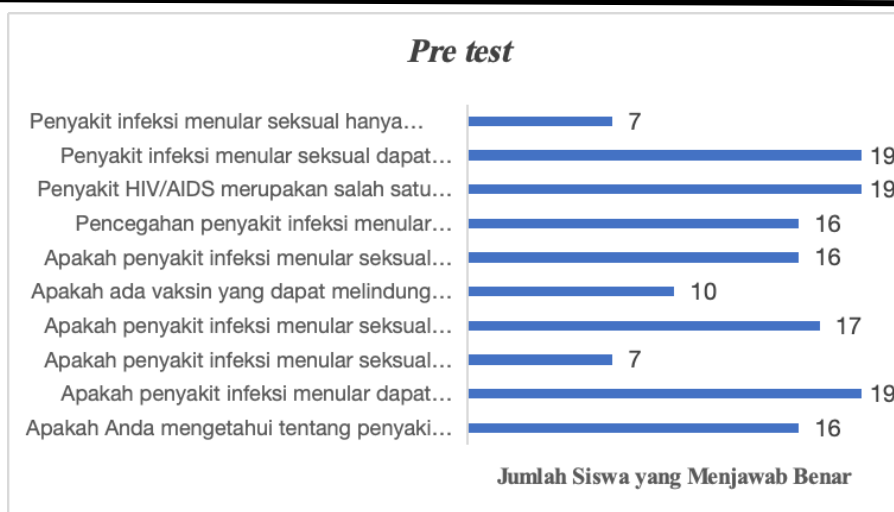 Pre test
Penyakit infeksi menular seksual hanya... 7
Penyakit infeksi menular seksual dapat... 19
Penyakit HIV/AIDS merupakan salah satu... 19
Pencegahan penyakit infeksi menular... 16
Apakah penyakit infeksi menular seksual... 16
Apakah ada vaksin yang dapat melindung... 10
Apakah penyakit infeksi menular seksual... 17
Apakah penyakit infeksi menular seksual... 7
Apakah penyakit infeksi menular dapat... 19
Apakah Anda mengetahui tentang penyaki... 16
Jumlah Siswa yang Menjawab Benar